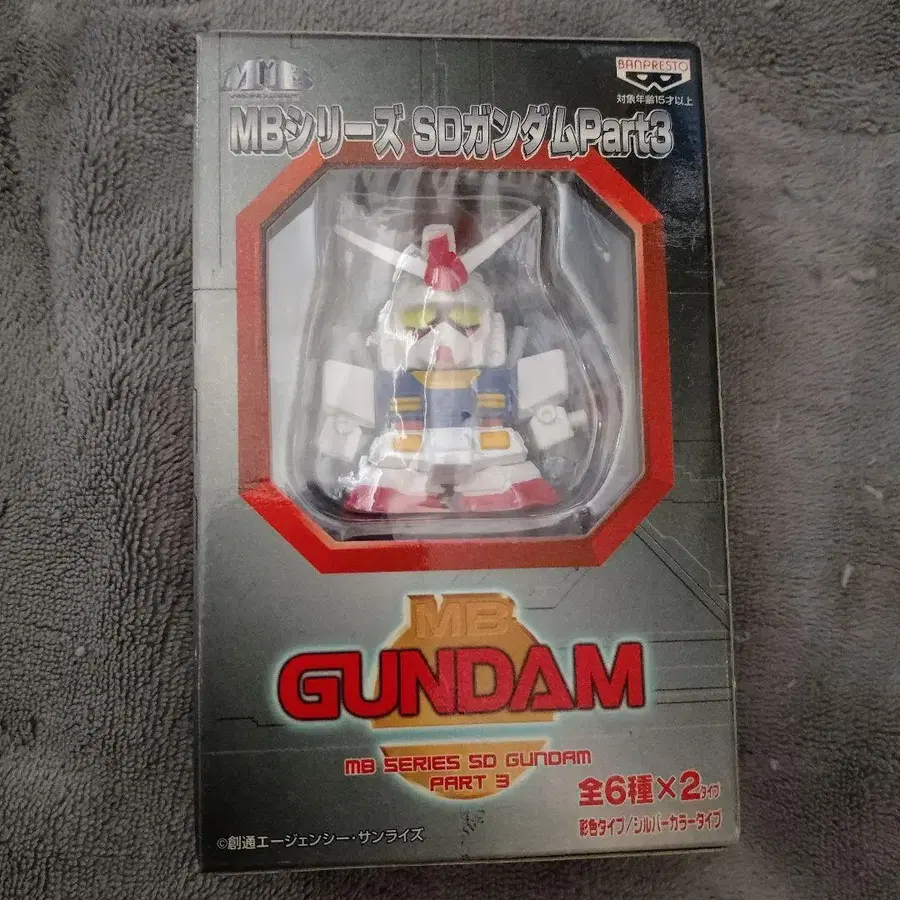 BANPRESTO
対象年齢15才以上
MBシリーズ SDガンダムPart3
MB
GUNDAM
MB SERIES SD GUNDAM
PART 3
全6種×2タイプ
彩色タイプ/シルバーカラータイプ
©創通エージェンシー・サンライズ